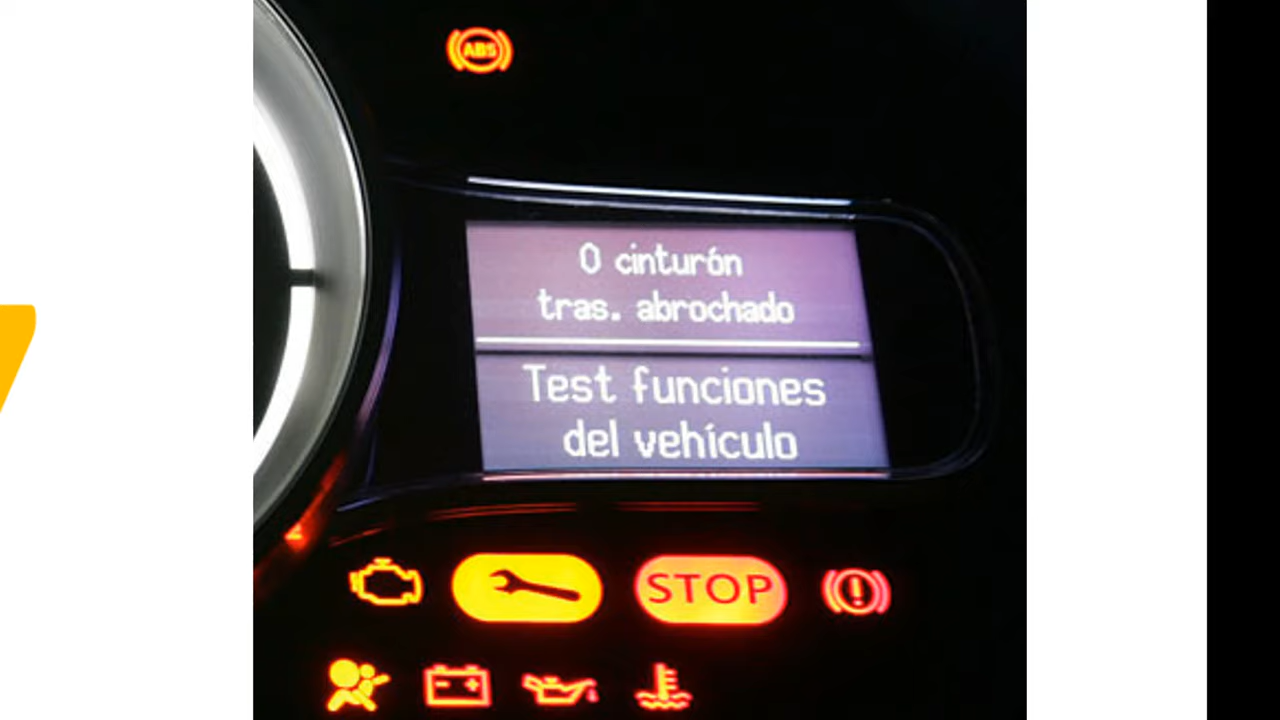 ABS
0 cinturón
tras. abrochado
Test funciones
del vehículo
STOP